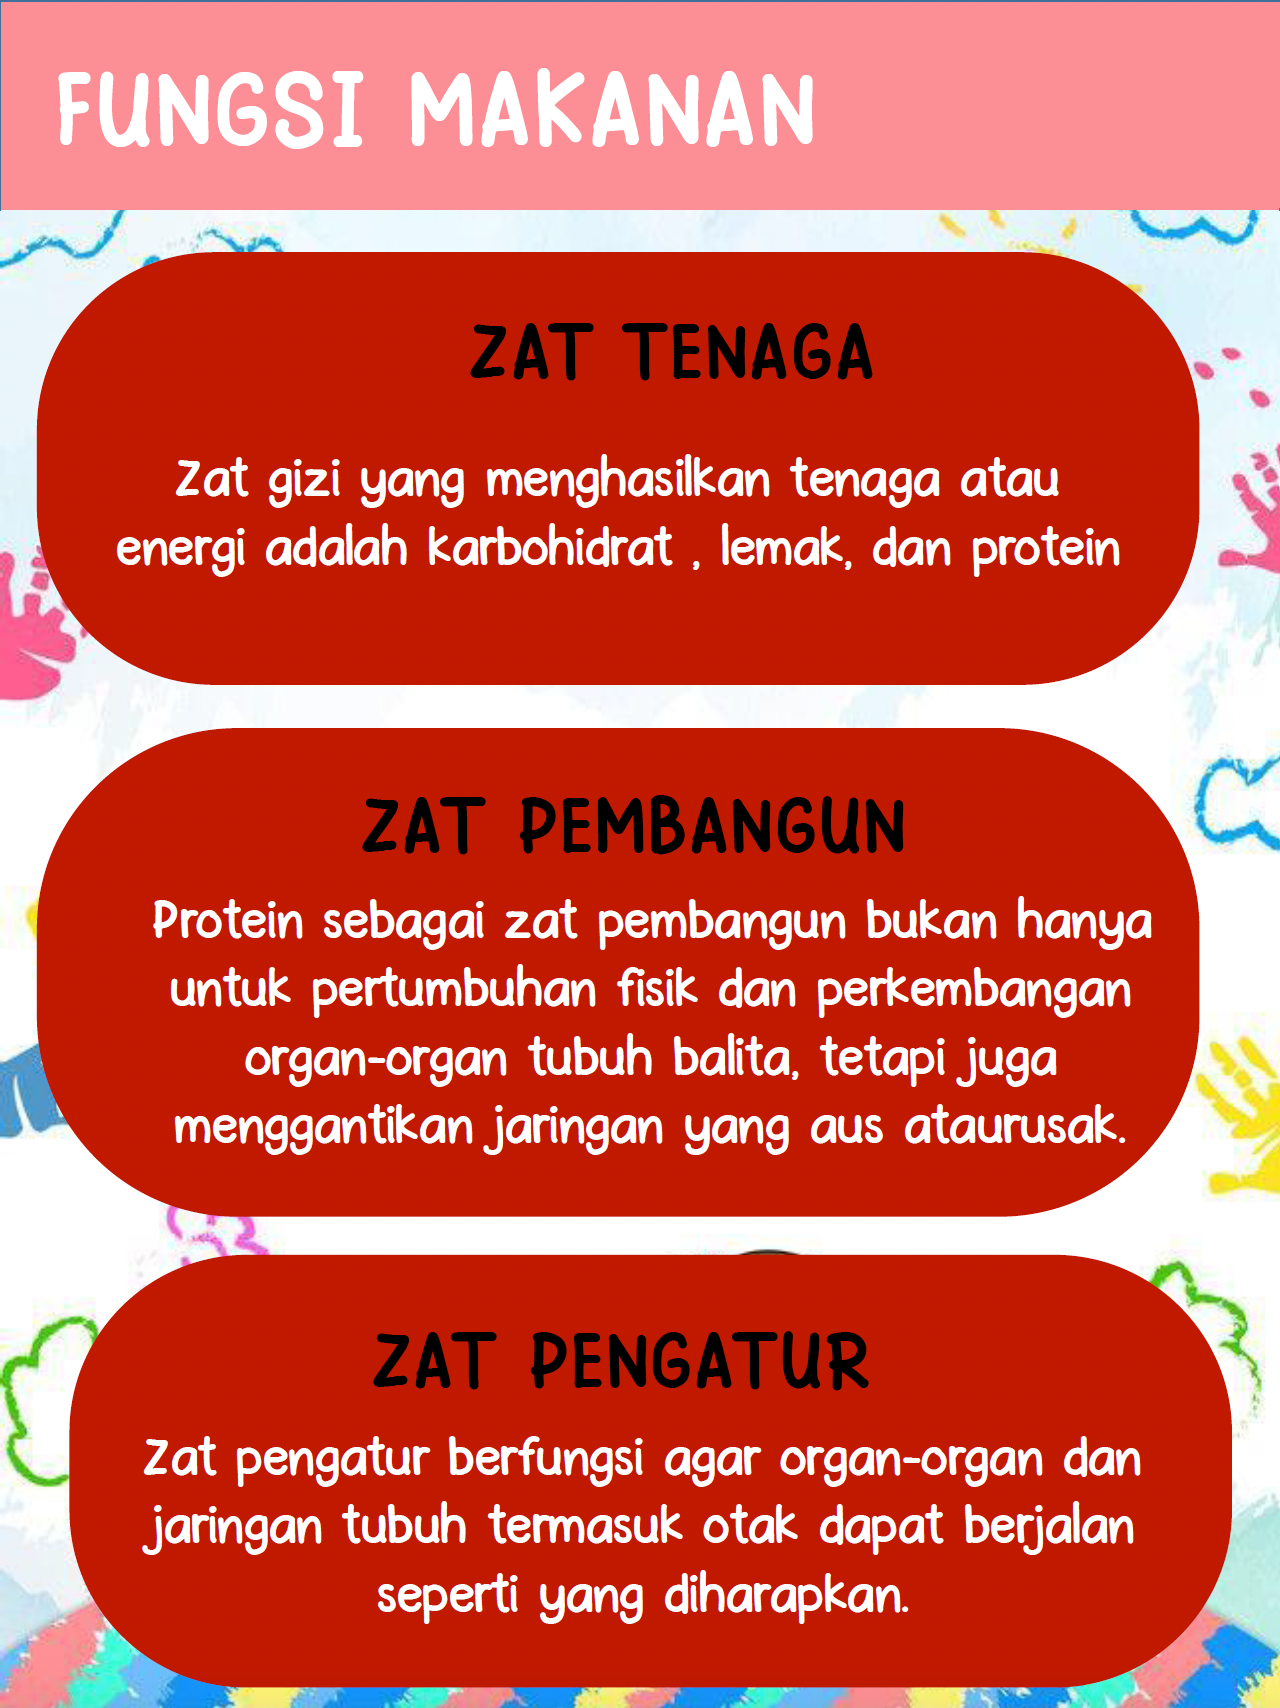 FUNGSI MAKANAN
ZAT TENAGA
Zat gizi yang menghasilkan tenaga atau
energi adalah karbohidrat , lemak, dan protein
ZAT PEMBANGUN
Protein sebagai zat pembangun bukan hanya
untuk pertumbuhan fisik dan perkembangan
organ-organ tubuh balita, tetapi juga
menggantikan jaringan yang aus ataurusak.
ZAT PENGATUR
Zat pengatur berfungsi agar organ-organ dan
jaringan tubuh termasuk otak dapat berjalan
seperti yang diharapkan.